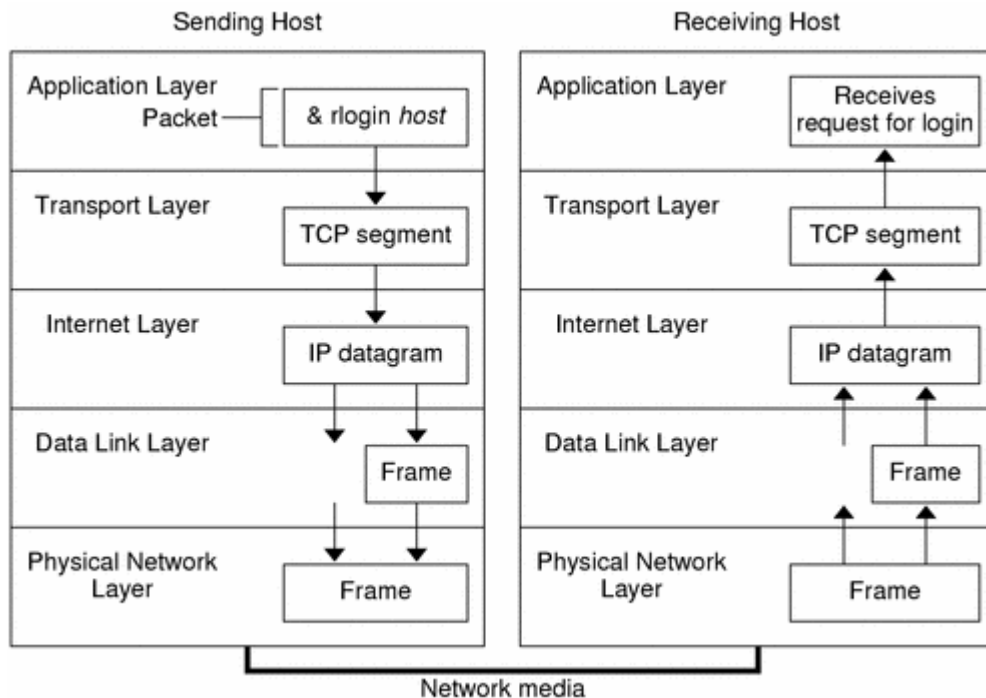 Sending Host
Application Layer
Packet
& rlogin host
Transport Layer
TCP segment
Internet Layer
IP datagram
Data Link Layer
Frame
Physical Network
Layer
Frame
Receiving Host
Application Layer
Receives
request for login
Transport Layer
TCP segment
Internet Layer
IP datagram
Data Link Layer
Frame
Physical Network
Layer
Frame
Network media